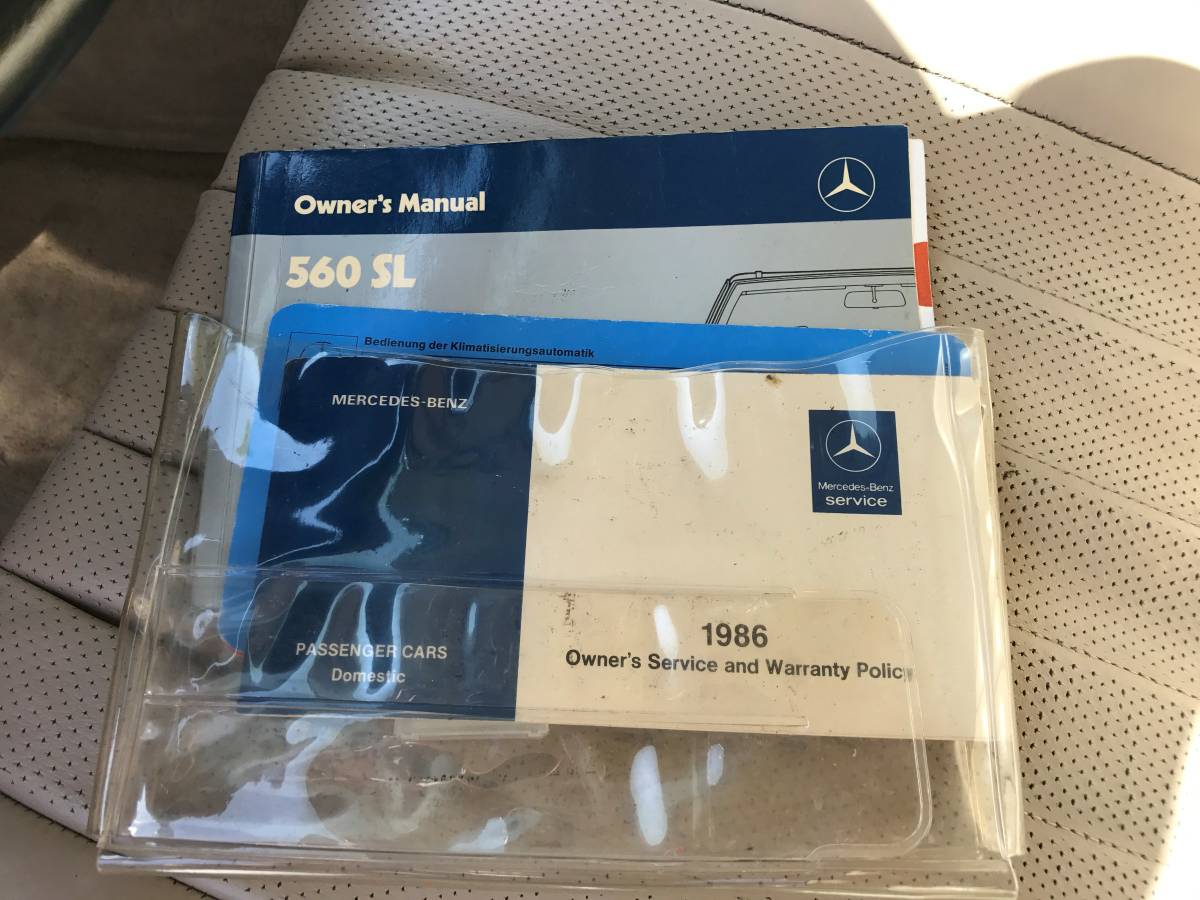 Owner's Manual
560 SL
Bedienung der Klimatisierungsautomatik
MERCEDES-BENZ
Mercedes-Benz
service
PASSENGER CARS
Domestic
1986
Owner's Service and Warranty Policy